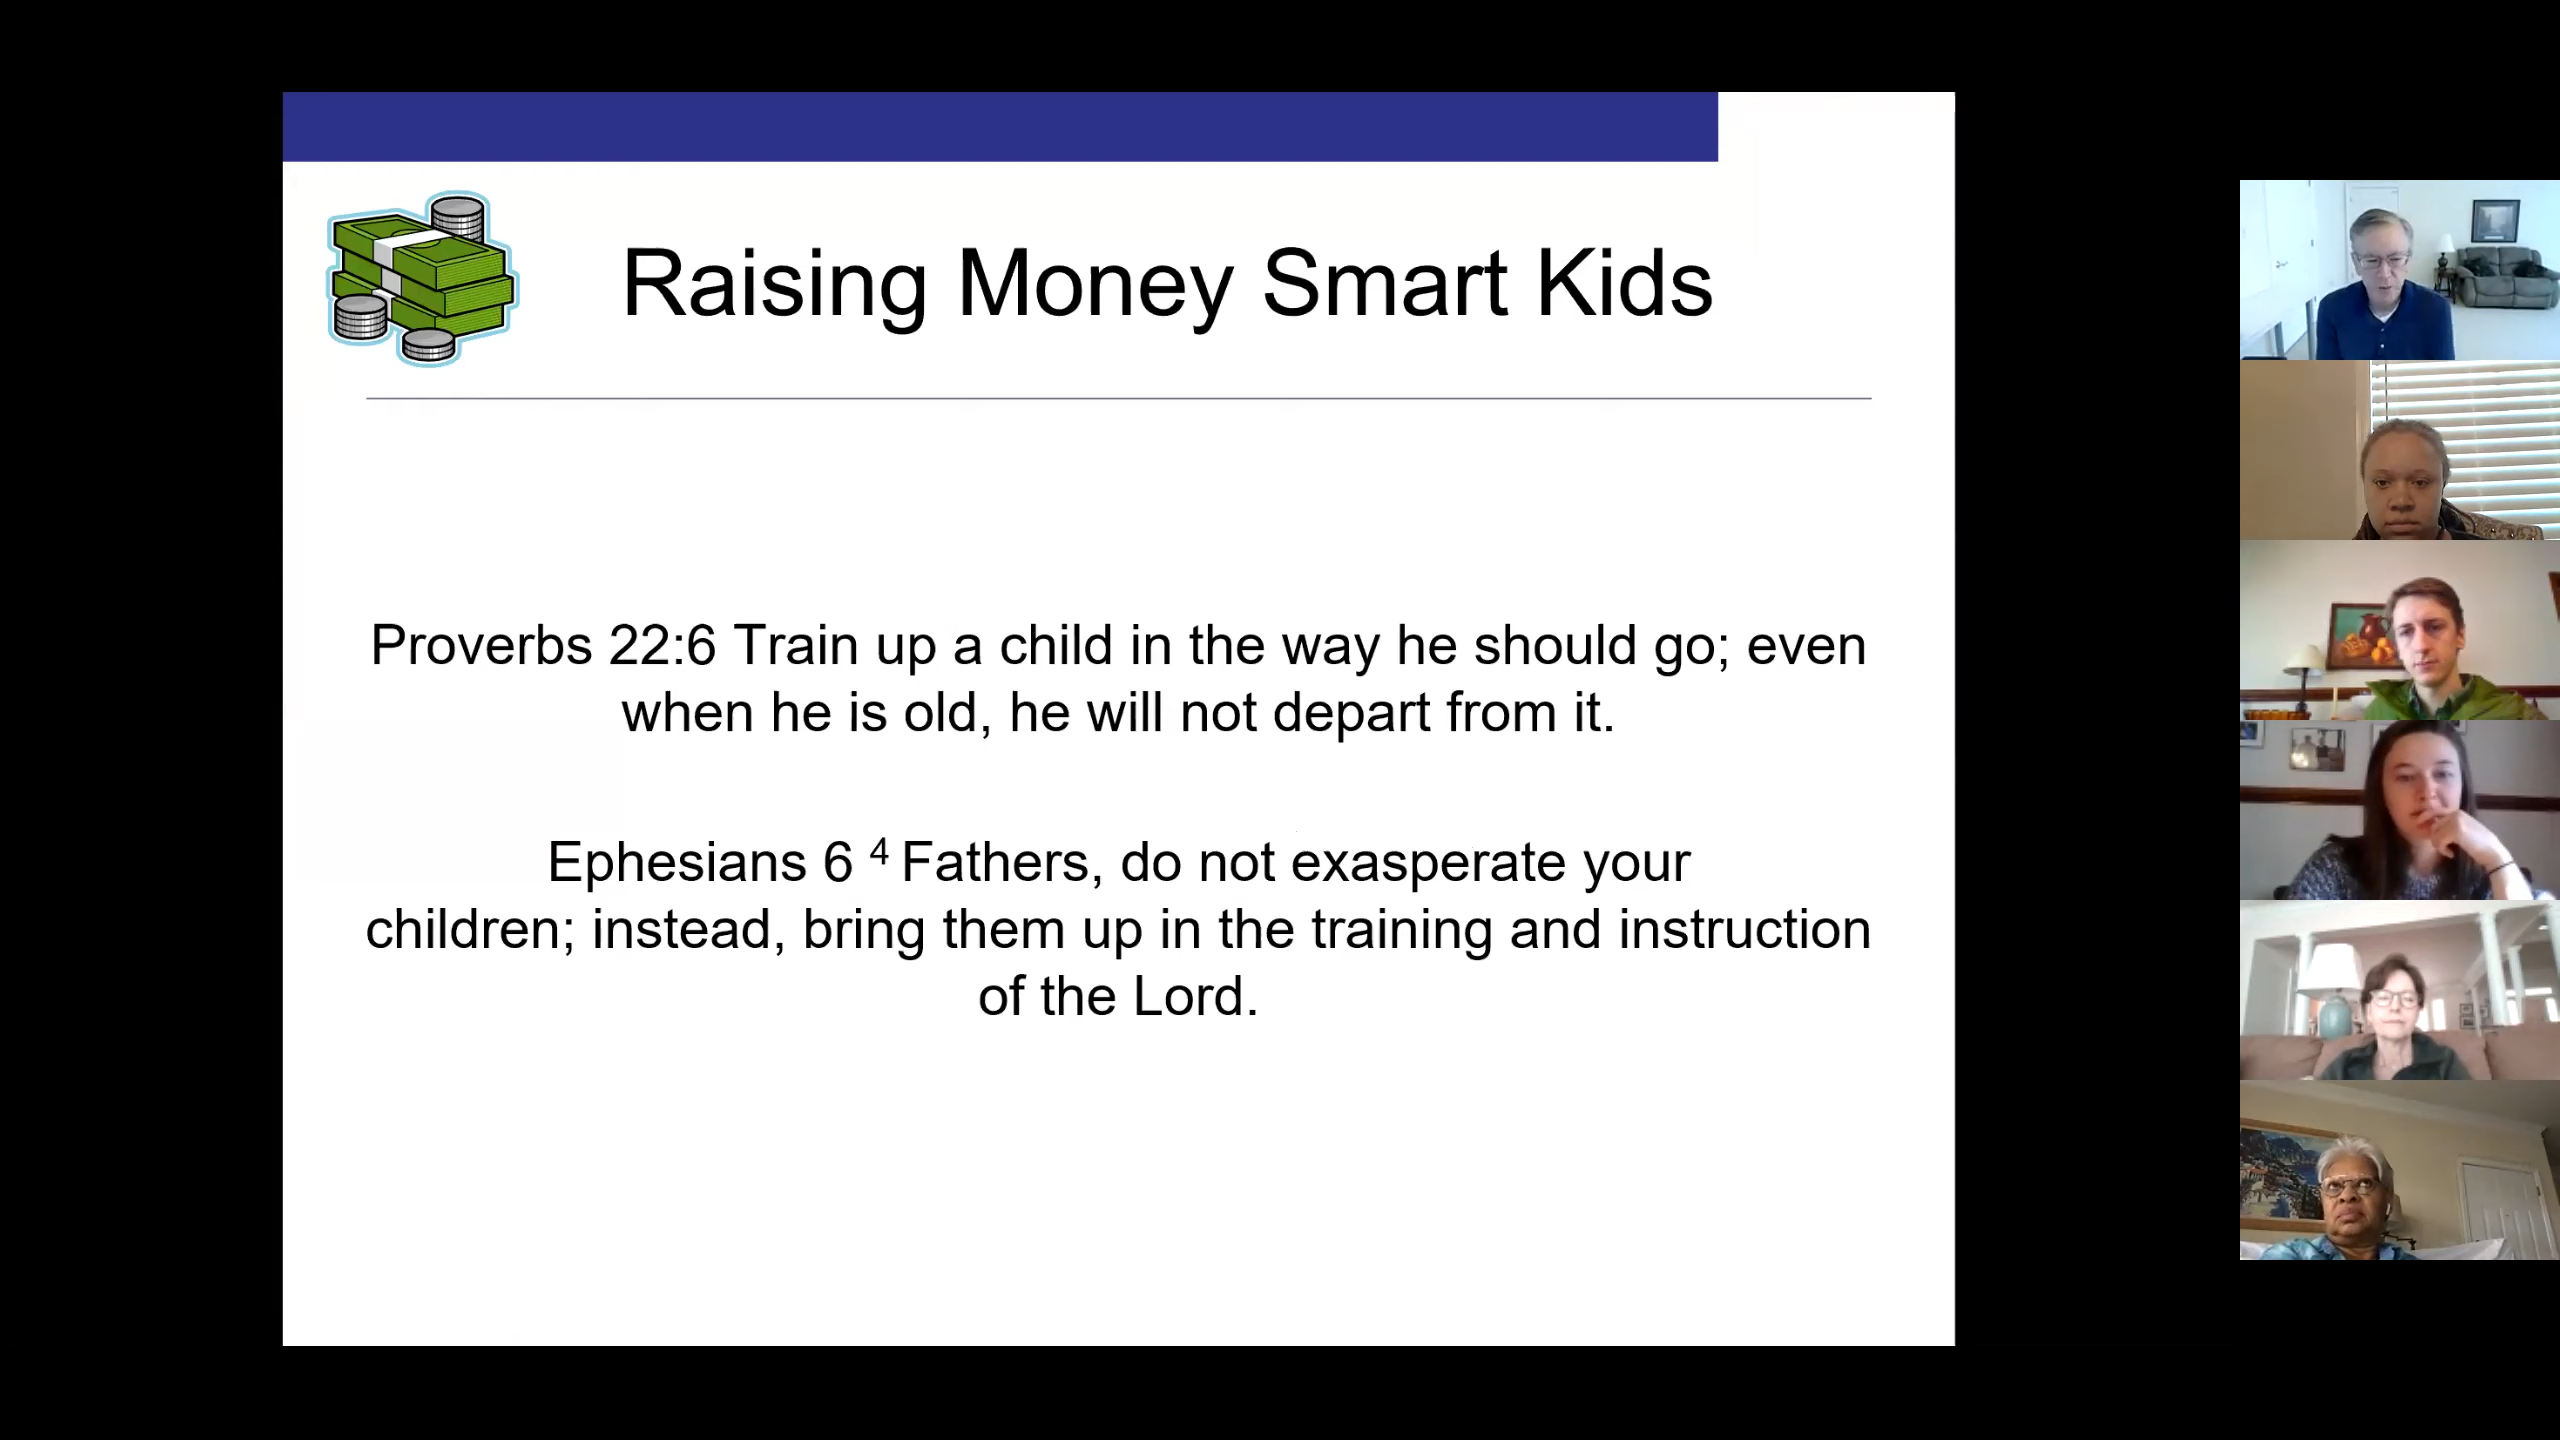 Raising Money Smart Kids
Proverbs 22:6 Train up a child in the way he should go; even
when he is old, he will not depart from it.
Ephesians 6 ⁴ Fathers, do not exasperate your
children; instead, bring them up in the training and instruction
of the Lord.